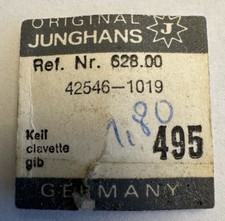 ORIGINAL
JUNGHANS J
Ref. Nr. 628.00
42546-1019
1,80
Keil
clavette
gib
495
GERMANY